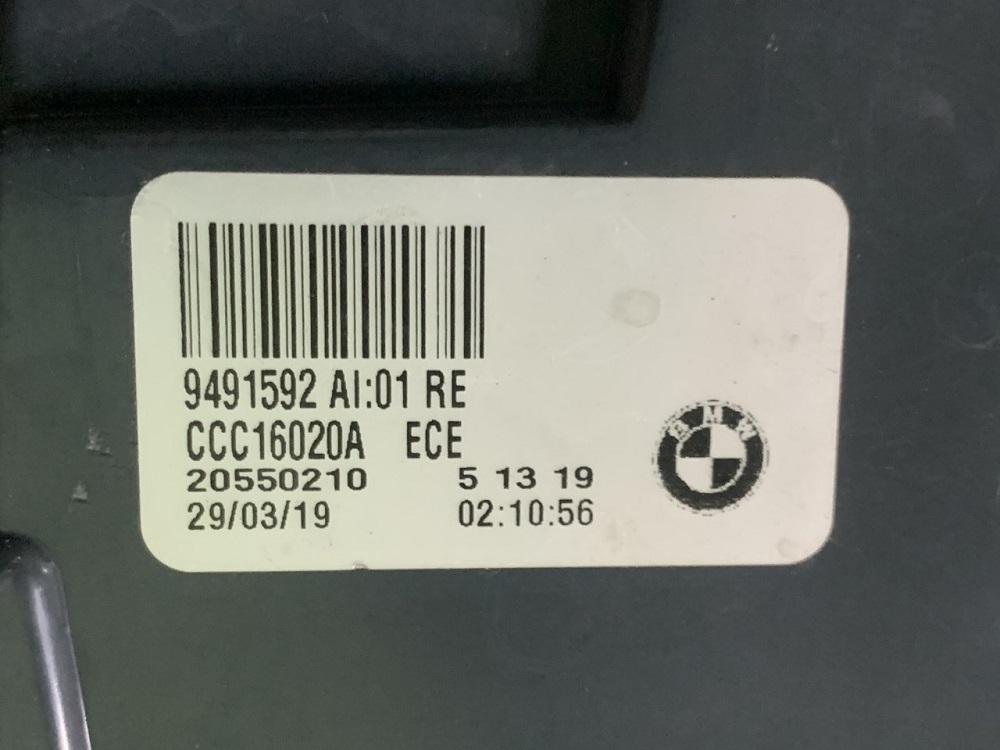 9491592 AI:01 RE
CCC16020A ECE
20550210 5 13 19
29/03/19 02:10:56
BMW